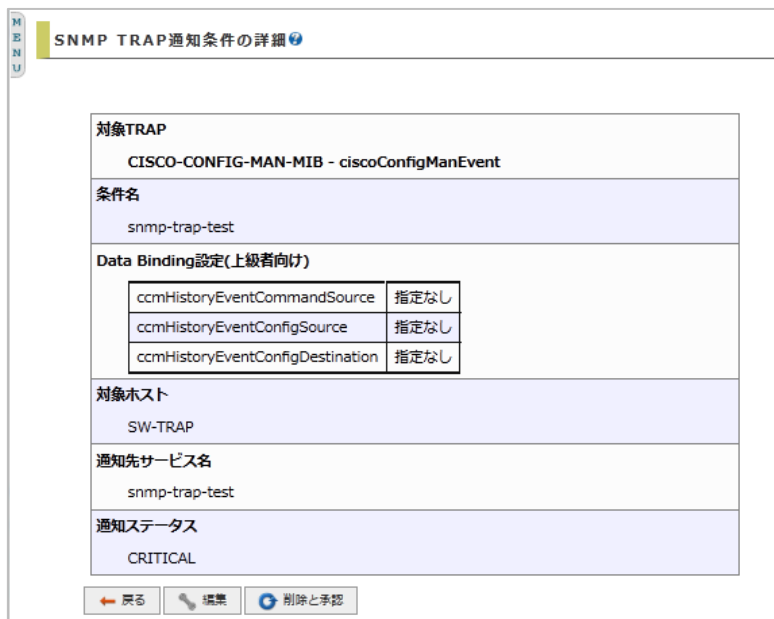 MENU
SNMP TRAP通知条件の詳細
対象TRAP
CISCO-CONFIG-MAN-MIB - ciscoConfigManEvent
条件名
snmp-trap-test
Data Binding設定(上級者向け)
ccmHistoryEventCommandSource 指定なし
ccmHistoryEventConfigSource 指定なし
ccmHistoryEventConfigDestination 指定なし
対象ホスト
SW-TRAP
通知先サービス名
snmp-trap-test
通知ステータス
CRITICAL
戻る 編集 削除と承認